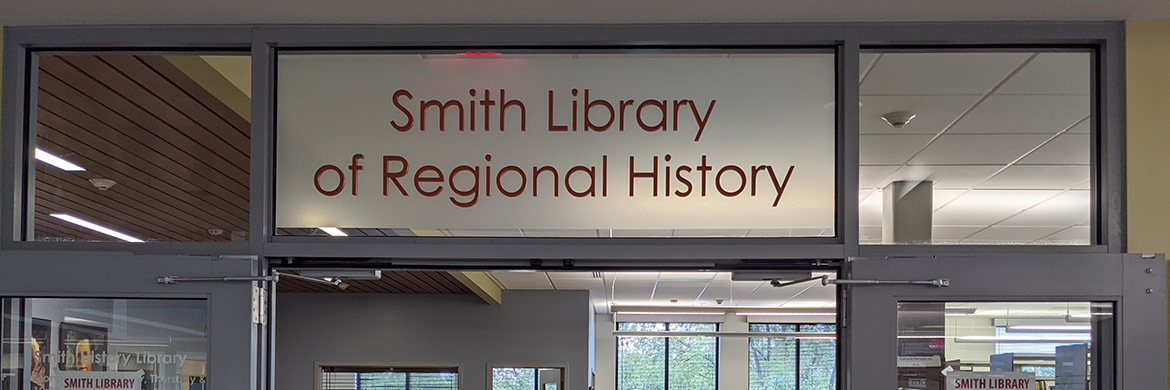 Smith Library
of Regional History
Smith History Library
SMITH LIBRARY
SMITH LIBRARY